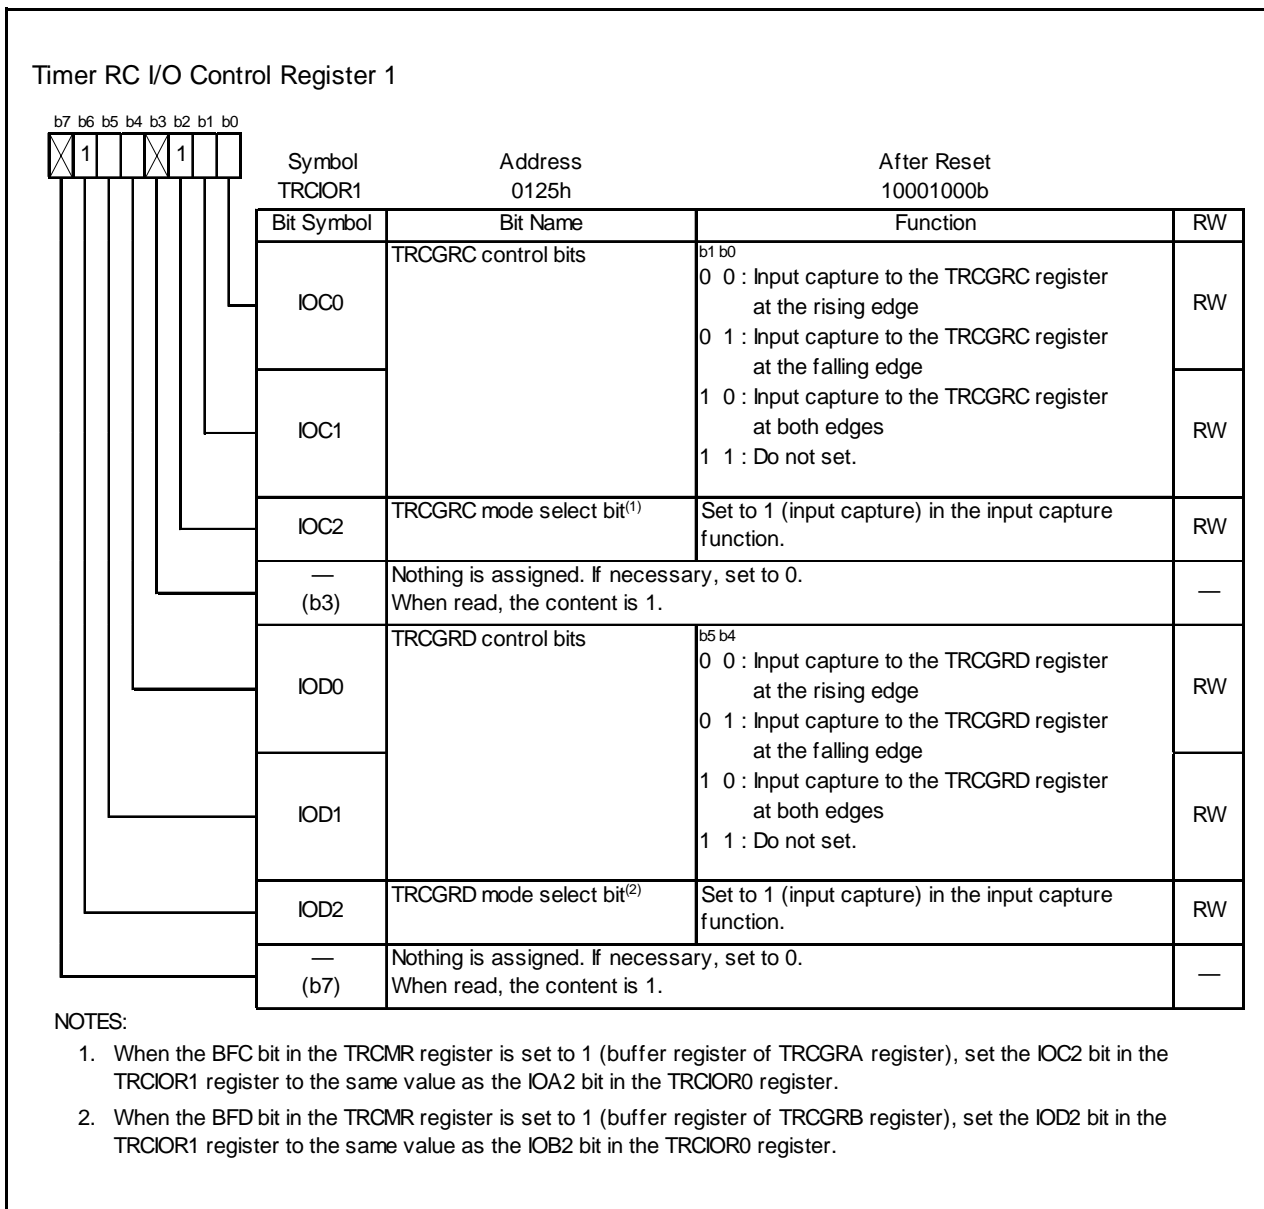 Timer RC I/O Control Register 1
b7 b6 b5 b4 b3 b2 b1 b0
1 1
Symbol Address After Reset
TRCIOR1 0125h 10001000b
Bit Symbol Bit Name Function RW
IOC0 TRCGRC control bits b1 b0
0 0 : Input capture to the TRCGRC register
at the rising edge RW
0 1 : Input capture to the TRCGRC register
at the falling edge
IOC1 1 0 : Input capture to the TRCGRC register
at both edges RW
1 1 : Do not set.
IOC2 TRCGRC mode select bit(1) Set to 1 (input capture) in the input capture
function. RW
— Nothing is assigned. If necessary, set to 0.
(b3) When read, the content is 1. —
TRCGRD control bits b5 b4
0 0 : Input capture to the TRCGRD register
IOD0 at the rising edge RW
0 1 : Input capture to the TRCGRD register
at the falling edge
1 0 : Input capture to the TRCGRD register
IOD1 at both edges RW
1 1 : Do not set.
IOD2 TRCGRD mode select bit(2) Set to 1 (input capture) in the input capture
function. RW
— Nothing is assigned. If necessary, set to 0.
(b7) When read, the content is 1. —
NOTES:
1. When the BFC bit in the TRCMR register is set to 1 (buffer register of TRCGRA register), set the IOC2 bit in the
TRCIOR1 register to the same value as the IOA2 bit in the TRCIOR0 register.
2. When the BFD bit in the TRCMR register is set to 1 (buffer register of TRCGRB register), set the IOD2 bit in the
TRCIOR1 register to the same value as the IOB2 bit in the TRCIOR0 register.